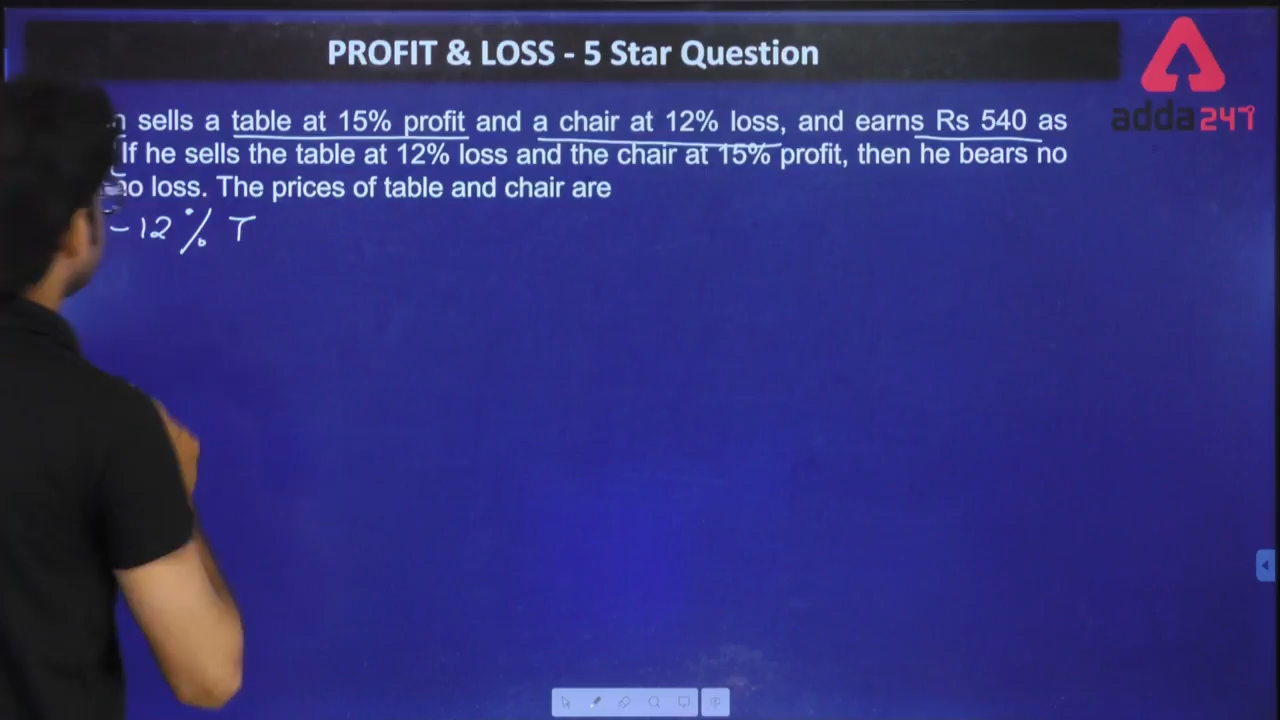 PROFIT & LOSS - 5 Star Question
adda247
sells a table at 15% profit and a chair at 12% loss, and earns Rs 540 as
If he sells the table at 12% loss and the chair at 15% profit, then he bears no
no loss. The prices of table and chair are
-12% T